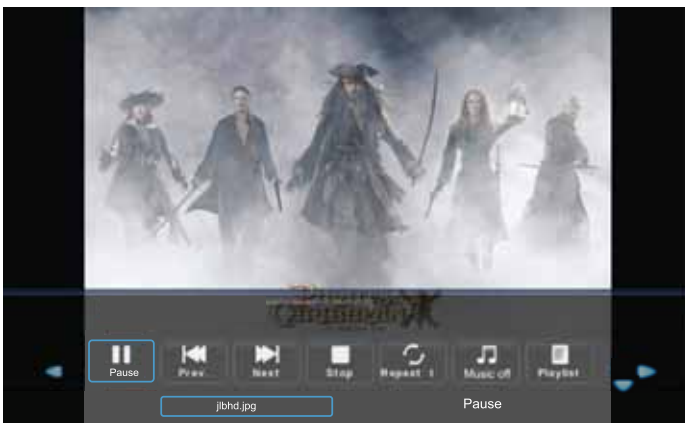 Pause
Prev.
Next
Stop
Repeat 1
Music off
Playlist
jlbhd.jpg
Pause